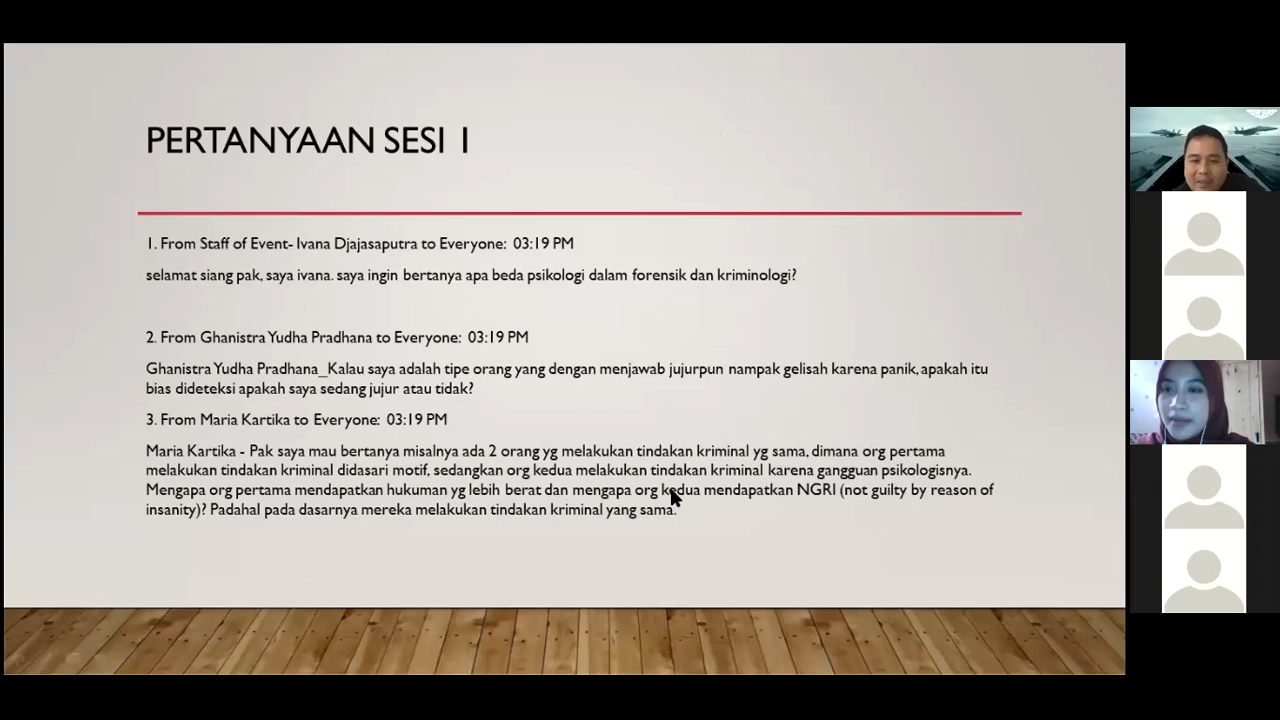 PERTANYAAN SESI 1
1. From Staff of Event- Ivana Djajasaputra to Everyone: 03:19 PM
selamat siang pak, saya ivana. saya ingin bertanya apa beda psikologi dalam forensik dan kriminologi?
2. From Ghanistra Yudha Pradhana to Everyone: 03:19 PM
Ghanistra Yudha Pradhana_Kalau saya adalah tipe orang yang dengan menjawab jujurpun nampak gelisah karena panik, apakah itu
bias dideteksi apakah saya sedang jujur atau tidak?
3. From Maria Kartika to Everyone: 03:19 PM
Maria Kartika - Pak saya mau bertanya misalnya ada 2 orang yg melakukan tindakan kriminal yg sama, dimana org pertama
melakukan tindakan kriminal didasari motif, sedangkan org kedua melakukan tindakan kriminal karena gangguan psikologisnya.
Mengapa org pertama mendapatkan hukuman yg lebih berat dan mengapa org kedua mendapatkan NGRI (not guilty by reason of
insanity)? Padahal pada dasarnya mereka melakukan tindakan kriminal yang sama.